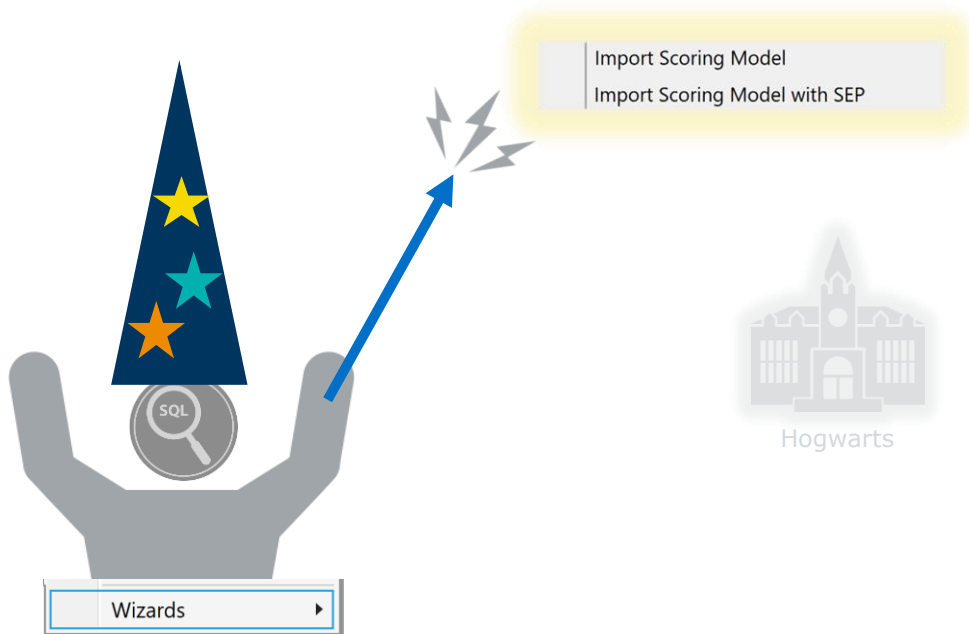 Import Scoring Model
Import Scoring Model with SEP
SQL
Hogwarts
Wizards